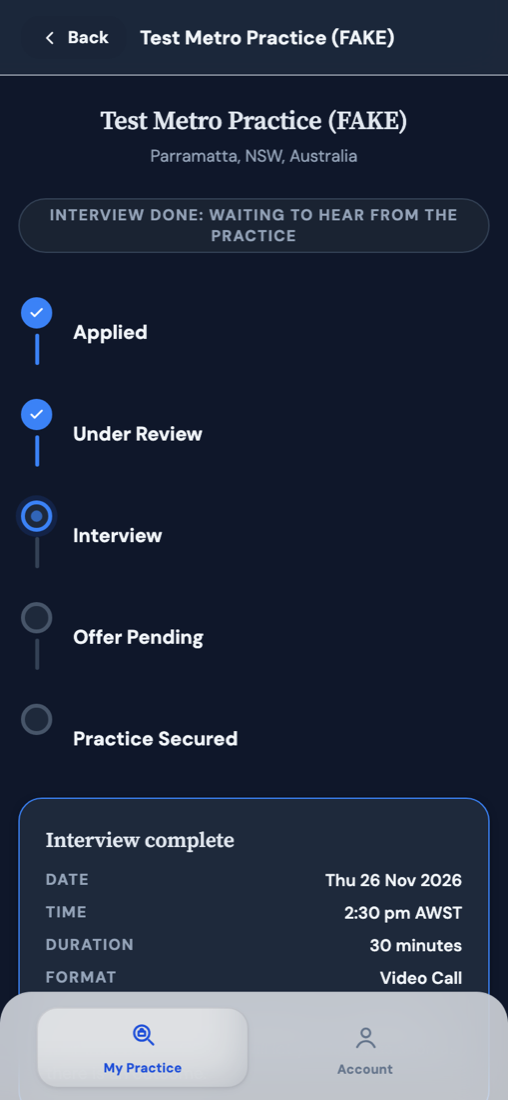 Back
Test Metro Practice (FAKE)
Test Metro Practice (FAKE)
Parramatta, NSW, Australia
INTERVIEW DONE: WAITING TO HEAR FROM THE
PRACTICE
Applied
Under Review
Interview
Offer Pending
Practice Secured
Interview complete
DATE Thu 26 Nov 2026
TIME 2:30 pm AWST
DURATION 30 minutes
FORMAT Video Call
My Practice
Account